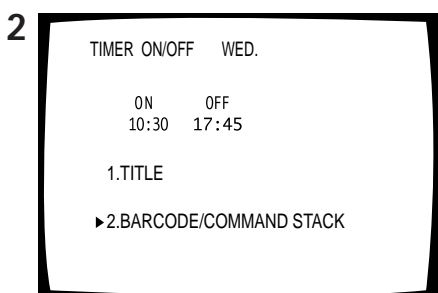 2
TIMER ON/OFF WED.
ON OFF
10:30 17:45
1.TITLE
▶2.BARCODE/COMMAND STACK